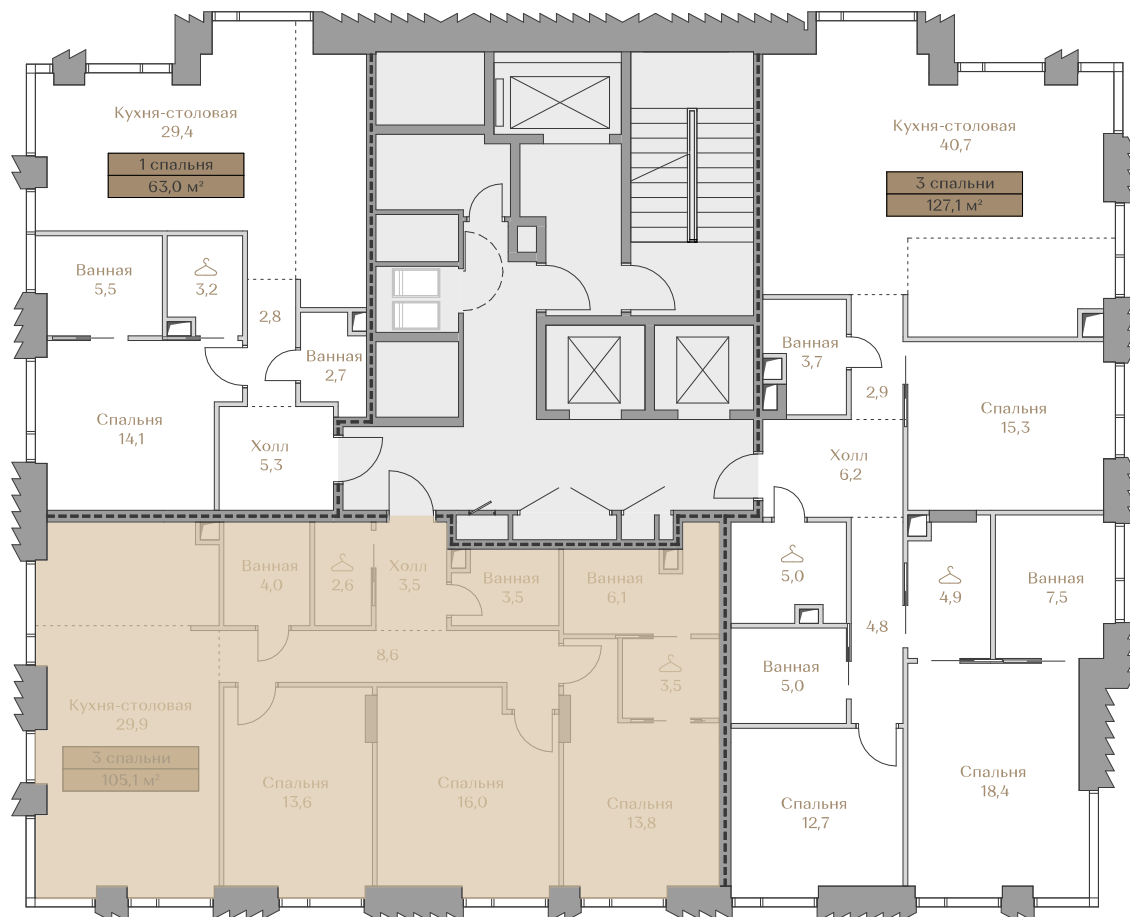 Кухня-столовая
29,4
1 спальня
63,0 м²
Ванная
5,5
3,2
2,8
Ванная
2,7
Спальня
14,1
Холл
5,3
Кухня-столовая
40,7
3 спальни
127,1 м²
Ванная
3,7
2,9
Спальня
15,3
Холл
6,2
5,0
4,9
Ванная
7,5
4,8
Ванная
5,0
Спальня
12,7
Спальня
18,4
Ванная
4,0
2,6
Холл
3,5
Ванная
3,5
Ванная
6,1
8,6
3,5
Кухня-столовая
29,9
3 спальни
105,1 м²
Спальня
13,6
Спальня
16,0
Спальня
13,8